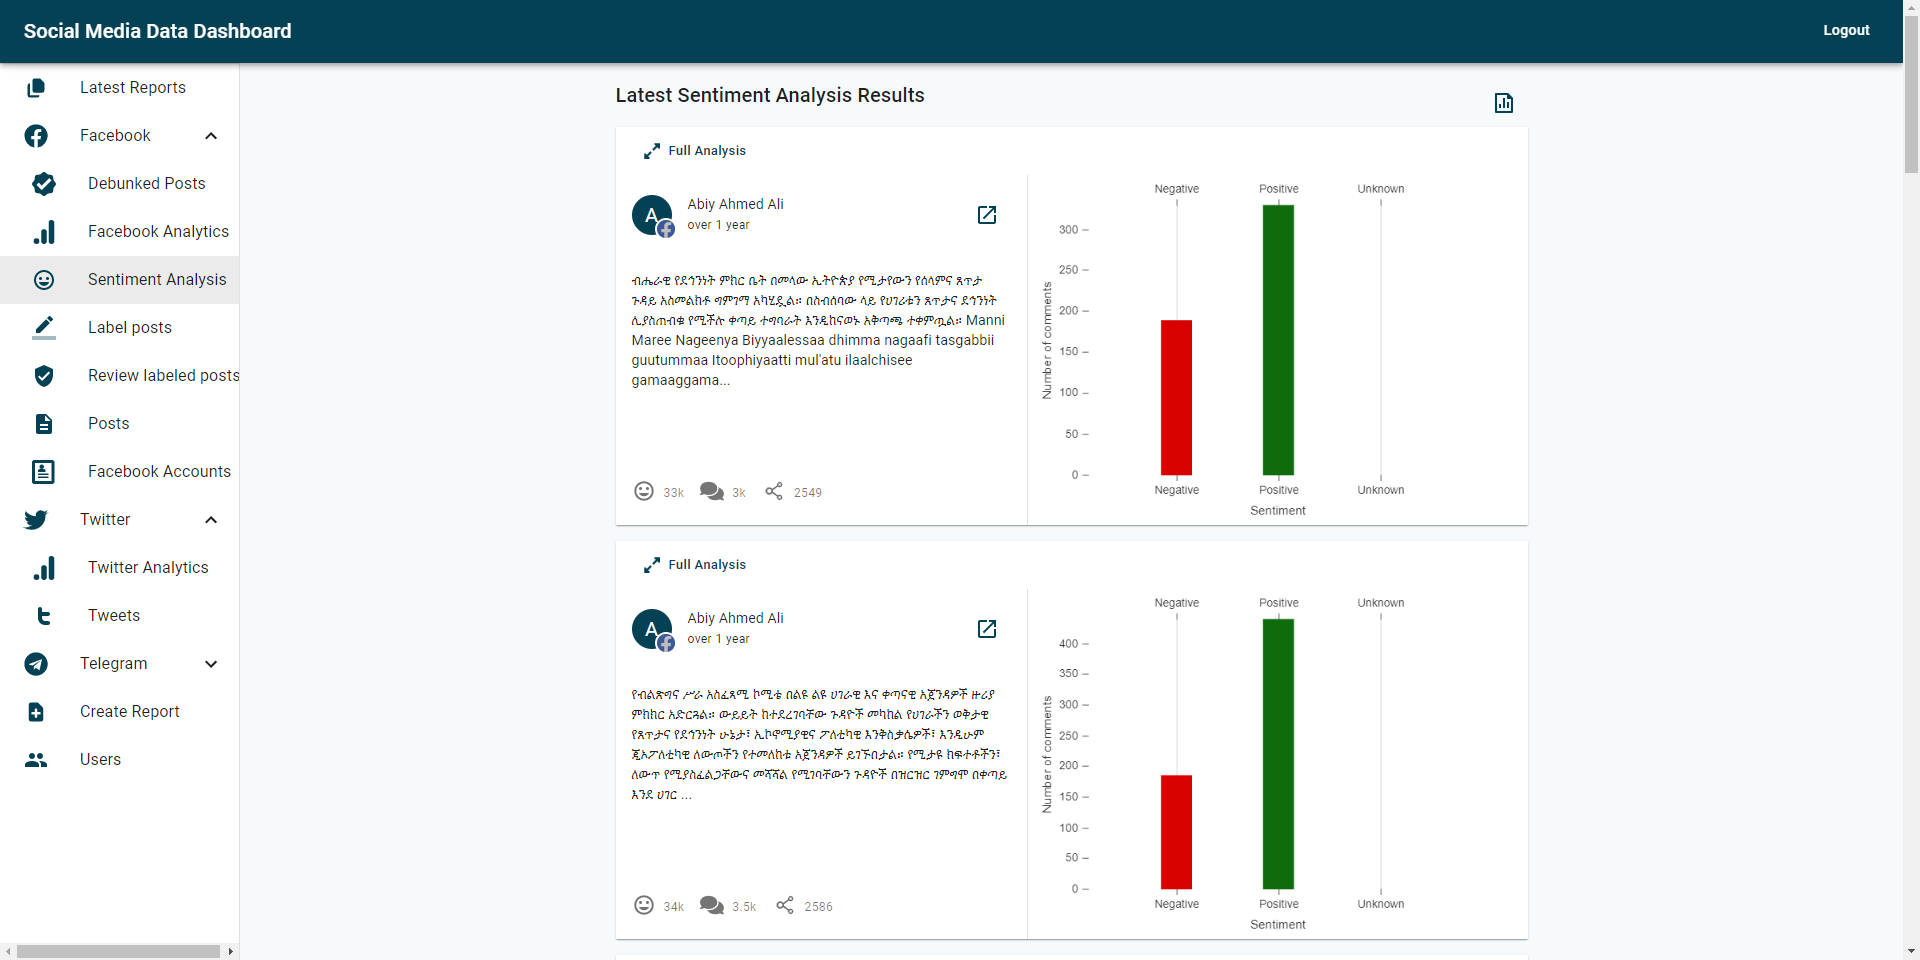 Social Media Data Dashboard
Logout
Latest Reports
Facebook
Debunked Posts
Facebook Analytics
Sentiment Analysis
Label posts
Review labeled posts
Posts
Facebook Accounts
Twitter
Twitter Analytics
Tweets
Telegram
Create Report
Users
Latest Sentiment Analysis Results
Full Analysis
A
Abiy Ahmed Ali
over 1 year
ብሔራዊ የደኅንነት ምክር ቤት በመላው ኢትዮጵያ የሚታየውን የሰላምና ጸጥታ
ጉዳይ አስመልክቶ ግምገማ አካሂዷል። በስብሰባው ላይ የሀገሪቱን ጸጥታና ደኅንነት
ሊያስጠብቁ የሚችሉ ቀጣይ ተግባራት እንዲከናወኑ አቅጣጫ ተቀምጧል። Manni
Maree Nageenya Biyyaalessaa dhimma nagaafi tasgabbii
guutummaa Itoophiyaatti mul'atu ilaalchisee
gamaaggama...
33k
3k
2549
Negative Positive Unknown
300
250
200
150
100
50
0
Number of comments
Negative Positive Unknown
Sentiment
Full Analysis
A
Abiy Ahmed Ali
over 1 year
የብልጽግና ሥራ አስፈጻሚ ኮሚቴ በልዩ ልዩ ሀገራዊ እና ቀጣናዊ አጀንዳዎች ዙሪያ
ምክክር አድርጓል። ውይይት ከተደረገባቸው ጉዳዮች መካከል የሀገራችን ወቅታዊ
የጸጥታና የደኅንነት ሁኔታ፣ ኢኮኖሚያዊና ፖለቲካዊ እንቅስቃሴዎች፣ እንዲሁም
ጂኦፖለቲካዊ ለውጦችን የተመለከቱ አጀንዳዎች ይገኙበታል። የሚታዩ ክፍተቶችን፣
ለውጥ የሚያስፈልጋቸውና መሻሻል የሚገባቸውን ጉዳዮች በዝርዝር ገምግሞ በቀጣይ
እንደ ሀገር ...
34k
3.5k
2586
Negative Positive Unknown
400
350
300
250
200
150
100
50
0
Number of comments
Negative Positive Unknown
Sentiment